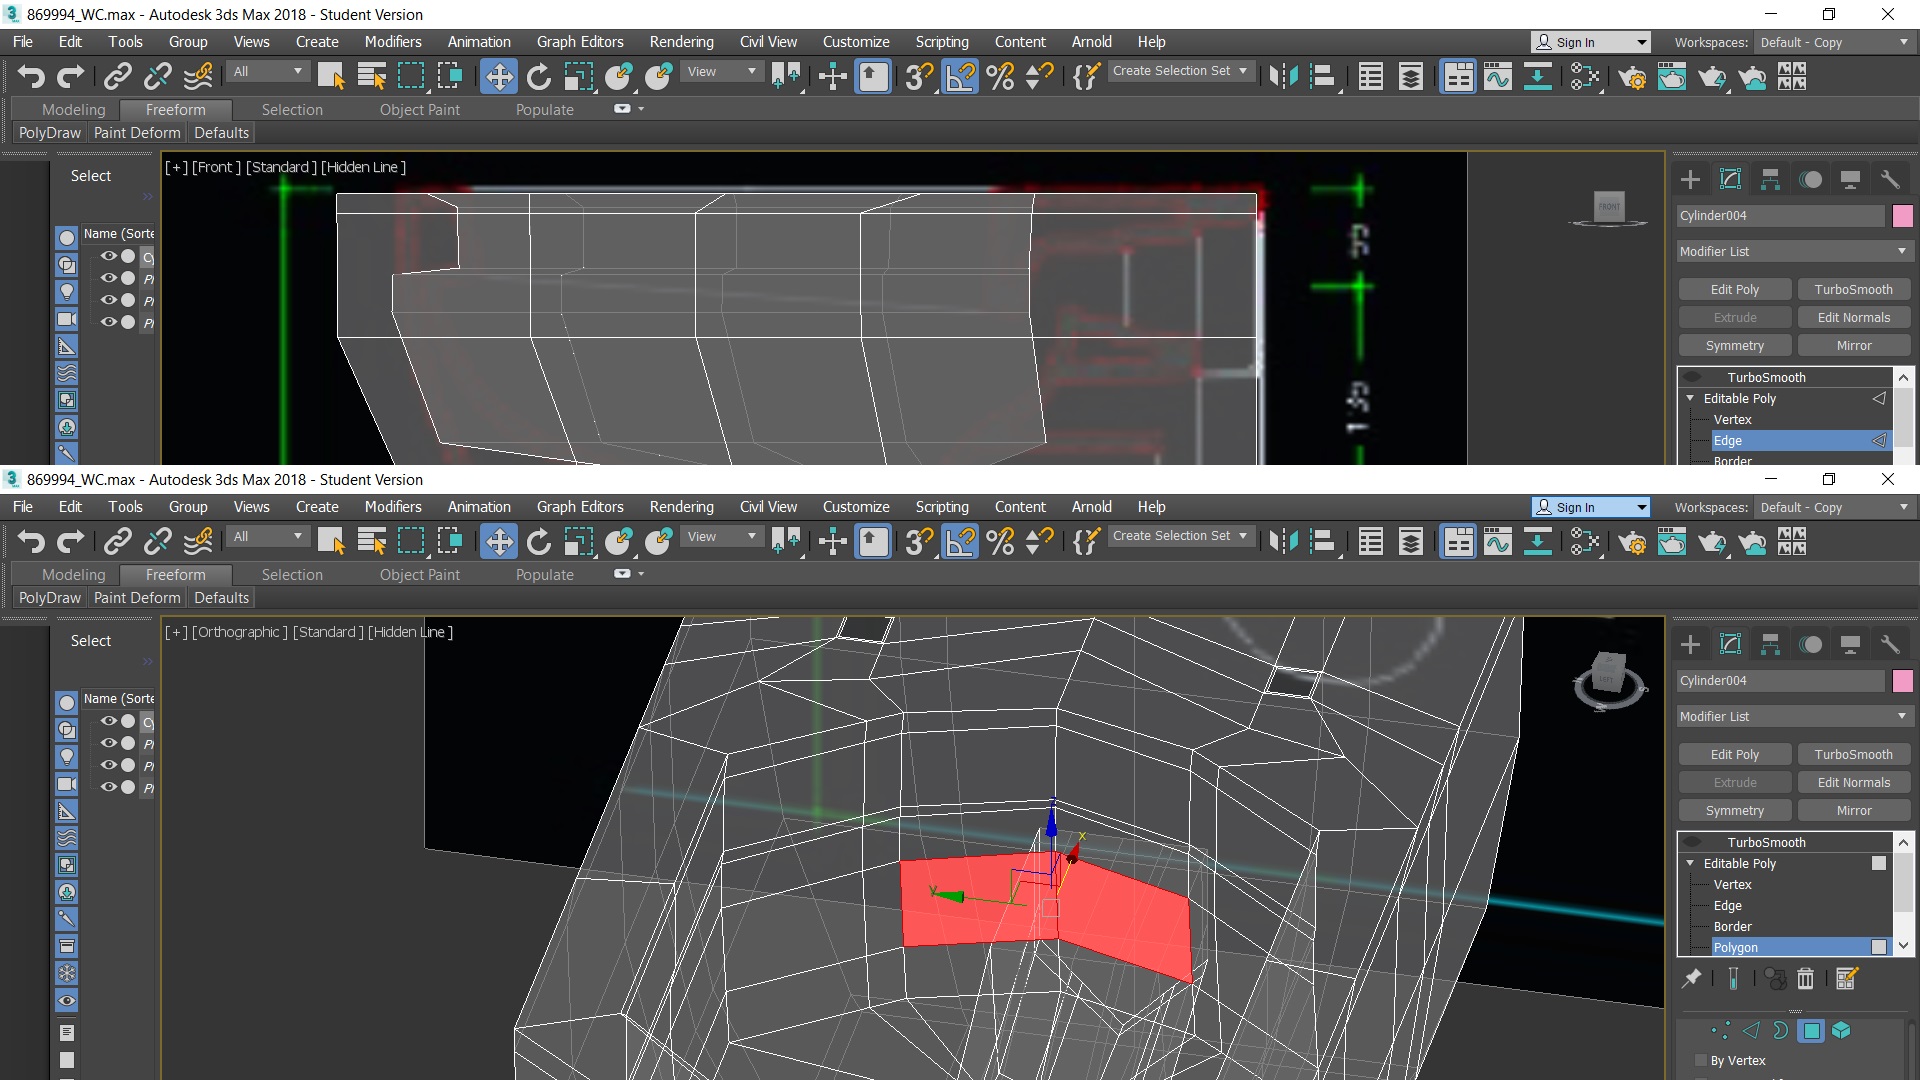 869994_WC.max - Autodesk 3ds Max 2018 - Student Version
File Edit Tools Group Views Create Modifiers Animation Graph Editors Rendering Civil View Customize Scripting Content Arnold Help Sign In Workspaces: Default - Copy
All View Create Selection Set
Modeling Freeform Selection Object Paint Populate
PolyDraw Paint Deform Defaults
[+] [Front ] [Standard ] [Hidden Line ]
Select
FRONT
Cylinder004
Name (Sorte
Modifier List
Edit Poly TurboSmooth
Extrude Edit Normals
Symmetry Mirror
TurboSmooth
Editable Poly
Vertex
Edge
Border
869994_WC.max - Autodesk 3ds Max 2018 - Student Version
File Edit Tools Group Views Create Modifiers Animation Graph Editors Rendering Civil View Customize Scripting Content Arnold Help Sign In Workspaces: Default - Copy
All View Create Selection Set
Modeling Freeform Selection Object Paint Populate
PolyDraw Paint Deform Defaults
[+] [Orthographic ] [Standard ] [Hidden Line ]
Select
Cylinder004
Name (Sorte
Modifier List
Edit Poly TurboSmooth
Extrude Edit Normals
Symmetry Mirror
TurboSmooth
Editable Poly
Vertex
Edge
Border
Polygon
x
y
By Vertex